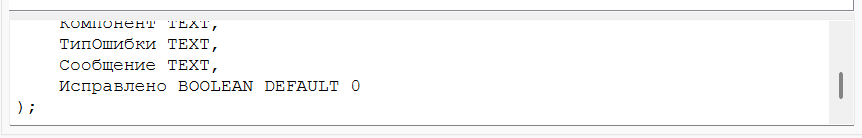 Компонент TEXT,
ТипОшибки TEXT,
Сообщение TEXT,
Исправлено BOOLEAN DEFAULT 0
);